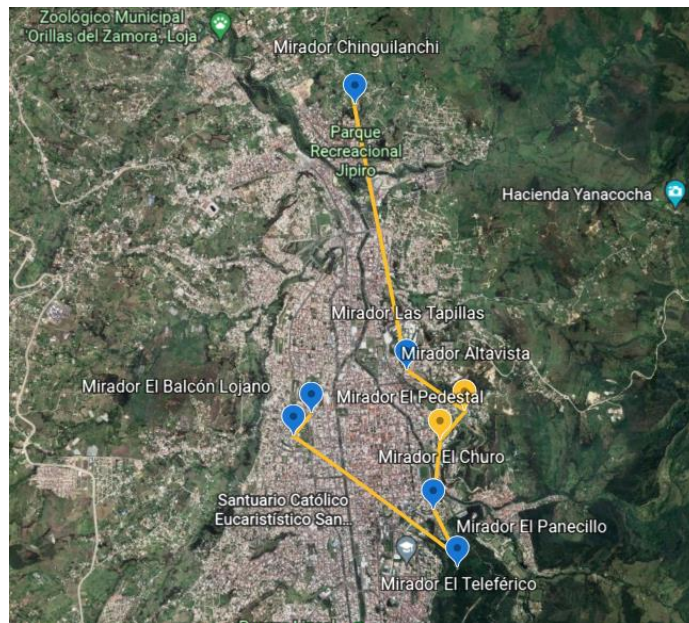 Zoológico Municipal
'Orillas del Zamora', Loja'
Mirador Chinguilanchi
Parque
Recreacional
Jipiro
Hacienda Yanacocha
Mirador Las Tapillas
Mirador Altavista
Mirador El Balcón Lojano
Mirador El Pedestal
Mirador El Churo
Santuario Católico
Eucaristístico San...
Mirador El Panecillo
Mirador El Teleférico